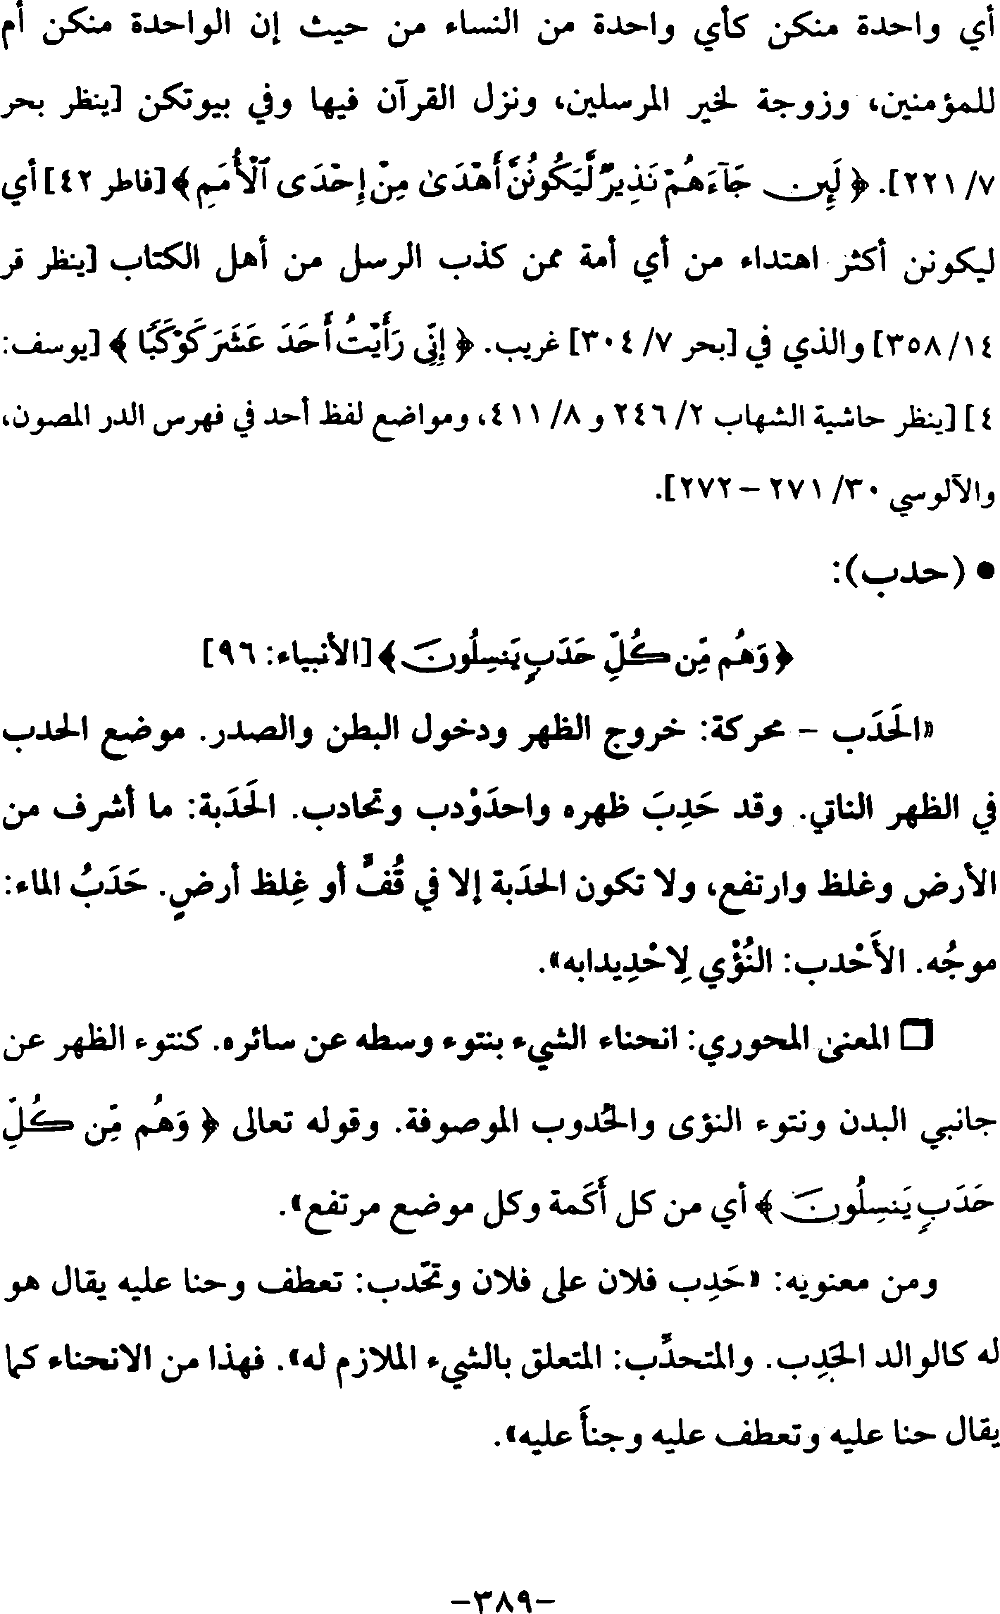 أي واحدة منكن كأي واحدة من النساء من حيث إن الواحدة منكن أم
للمؤمنين، وزوجة لخير المرسلين، ونزل القرآن فيها وفي بيوتكن [ينظر بحر
٧/ ٢٢١]. ﴿ لَئِن جَآءَهُمْ نَذِيرٌ لَّيَكُونُنَّ أَهْدَىٰ مِنْ إِحْدَى ٱلْأُمَمِ ﴾ [فاطر ٤٢] أي
ليكونن أكثر اهتداء من أي أمة ممن كذب الرسل من أهل الكتاب [ينظر قر
١٤/ ٣٥٨] والذي في [بحر ٧/ ٣٠٤] غريب. ﴿ إِنِّي رَأَيْتُ أَحَدَ عَشَرَ كَوْكَبًا ﴾ [يوسف:
٤] [ينظر حاشية الشهاب ٢/ ٢٤٦ و ٨/ ٤١١، ومواضع لفظ أحد في فهرس الدر المصون،
والآلوسي ٣٠/ ٢٧١ – ٢٧٢].
• (حدب):
﴿ وَهُم مِّن كُلِّ حَدَبٍ يَنسِلُونَ ﴾ [الأنبياء: ٩٦]
«الحَدَب – محركة: خروج الظهر ودخول البطن والصدر. موضع الحدب
في الظهر الناتي. وقد حَدِبَ ظهره واحدَوْدب وتحادب. الحَدَبة: ما أشرف من
الأرض وغلظ وارتفع، ولا تكون الحدَبة إلا في قُفٍّ أو غِلظ أرضٍ. حَدَبُ الماء:
موجُه. الأَحْدب: النُؤْي لِاحْدِيدابه».
❒ المعنى المحوري: انحناء الشيء بنتوء وسطه عن سائره. كنتوء الظهر عن
جانبي البدن ونتوء النؤى والحُدوب الموصوفة. وقوله تعالى ﴿ وَهُم مِّن كُلِّ
حَدَبٍ يَنسِلُونَ ﴾ أي من كل أَكَمة وكل موضع مرتفع».
ومن معنويه: «حَدِب فلان على فلان وتحّدب: تعطف وحنا عليه يقال هو
له كالوالد الحَدِب. والمتحدِّب: المتعلق بالشيء الملازم له». فهذا من الانحناء كما
يقال حنا عليه وتعطف عليه وجنأَ عليه».
-٣٨٩-